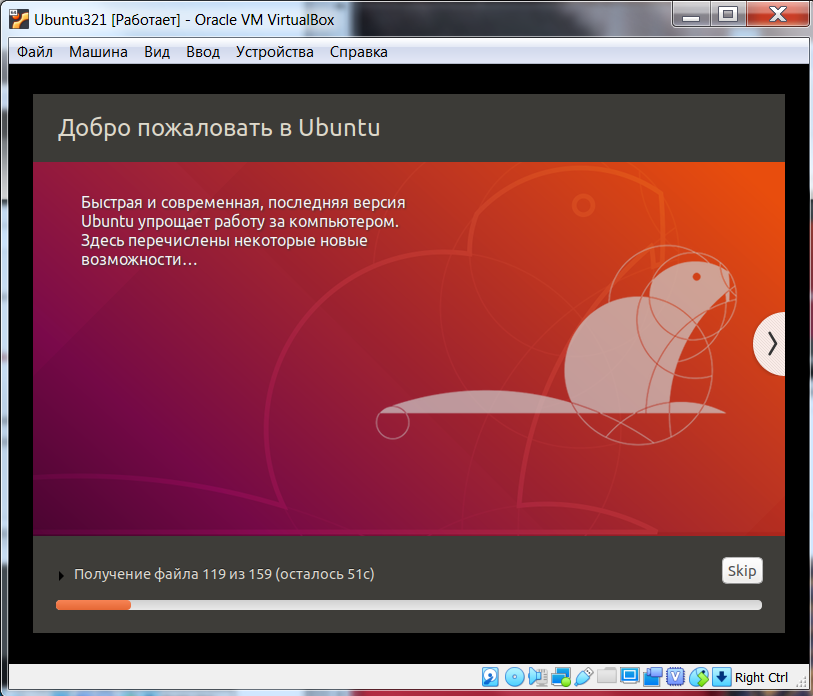 Ubuntu321 [Работает] - Oracle VM VirtualBox
Файл Машина Вид Ввод Устройства Справка
Добро пожаловать в Ubuntu
Быстрая и современная, последняя версия
Ubuntu упрощает работу за компьютером.
Здесь перечислены некоторые новые
возможности…
Получение файла 119 из 159 (осталось 51с)
Skip
Right Ctrl